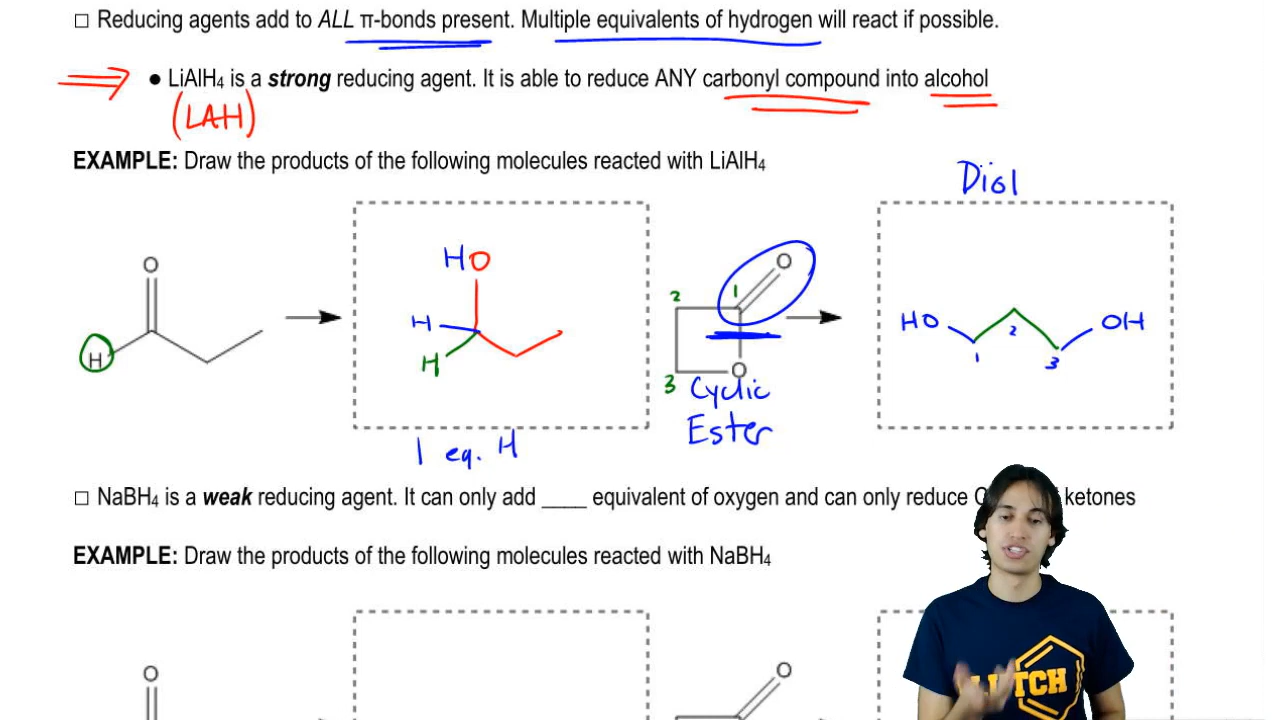 □ Reducing agents add to ALL π-bonds present. Multiple equivalents of hydrogen will react if possible.
● LiAlH₄ is a strong reducing agent. It is able to reduce ANY carbonyl compound into alcohol
(LAH)
EXAMPLE: Draw the products of the following molecules reacted with LiAlH₄
Diol
O
H
HO
H
H
1 eq. H
O
1
2
3
O
Cyclic
Ester
HO
OH
1
2
3
□ NaBH₄ is a weak reducing agent. It can only add ____ equivalent of oxygen and can only reduce ketones
EXAMPLE: Draw the products of the following molecules reacted with NaBH₄
O
O